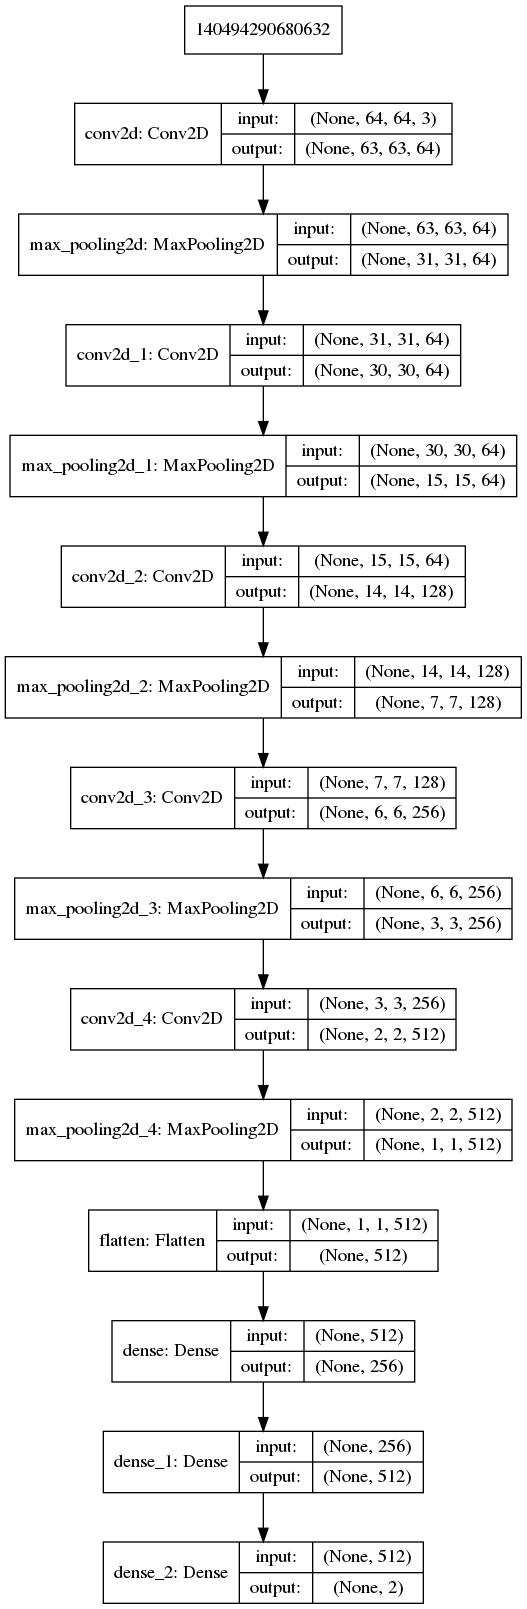 140494290680632
conv2d: Conv2D
input: (None, 64, 64, 3)
output: (None, 63, 63, 64)
max_pooling2d: MaxPooling2D
input: (None, 63, 63, 64)
output: (None, 31, 31, 64)
conv2d_1: Conv2D
input: (None, 31, 31, 64)
output: (None, 30, 30, 64)
max_pooling2d_1: MaxPooling2D
input: (None, 30, 30, 64)
output: (None, 15, 15, 64)
conv2d_2: Conv2D
input: (None, 15, 15, 64)
output: (None, 14, 14, 128)
max_pooling2d_2: MaxPooling2D
input: (None, 14, 14, 128)
output: (None, 7, 7, 128)
conv2d_3: Conv2D
input: (None, 7, 7, 128)
output: (None, 6, 6, 256)
max_pooling2d_3: MaxPooling2D
input: (None, 6, 6, 256)
output: (None, 3, 3, 256)
conv2d_4: Conv2D
input: (None, 3, 3, 256)
output: (None, 2, 2, 512)
max_pooling2d_4: MaxPooling2D
input: (None, 2, 2, 512)
output: (None, 1, 1, 512)
flatten: Flatten
input: (None, 1, 1, 512)
output: (None, 512)
dense: Dense
input: (None, 512)
output: (None, 256)
dense_1: Dense
input: (None, 256)
output: (None, 512)
dense_2: Dense
input: (None, 512)
output: (None, 2)